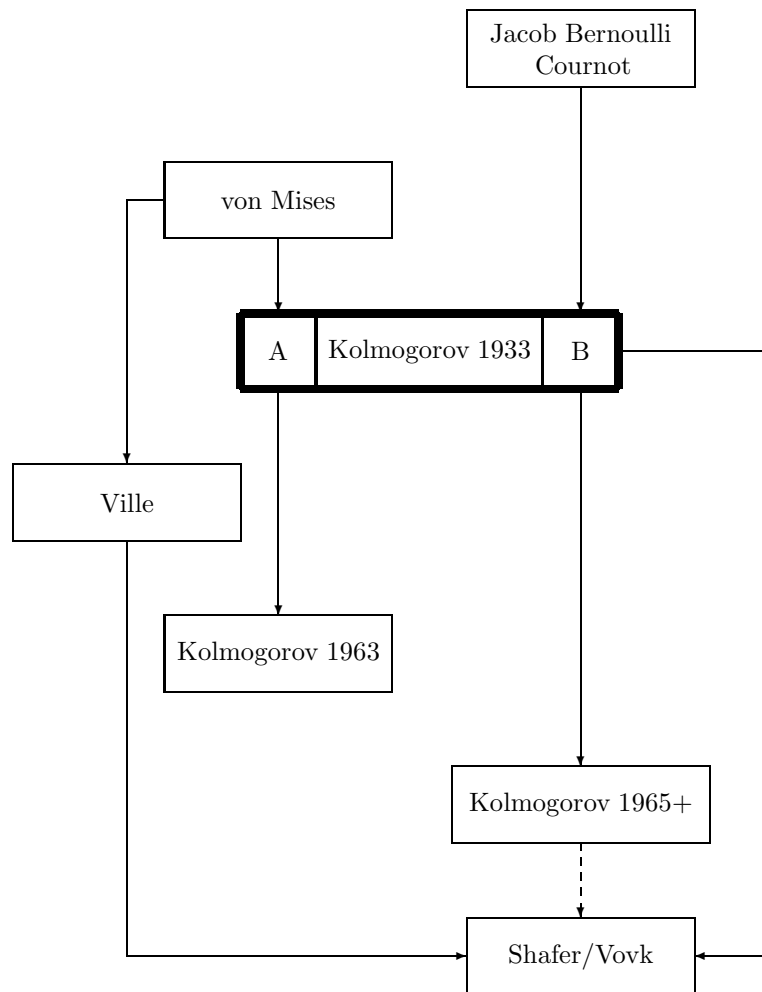 Jacob Bernoulli
Cournot
von Mises
A
Kolmogorov 1933
B
Ville
Kolmogorov 1963
Kolmogorov 1965+
Shafer/Vovk